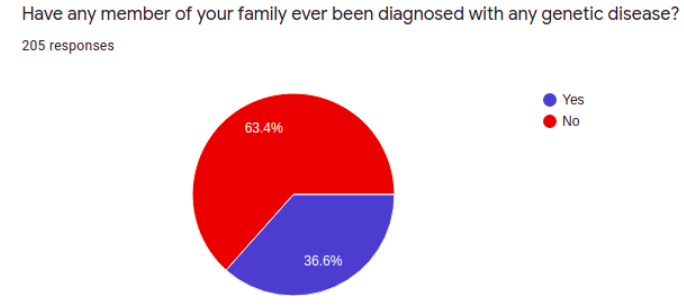 Have any member of your family ever been diagnosed with any genetic disease?
205 responses
Yes
No
63.4%
36.6%